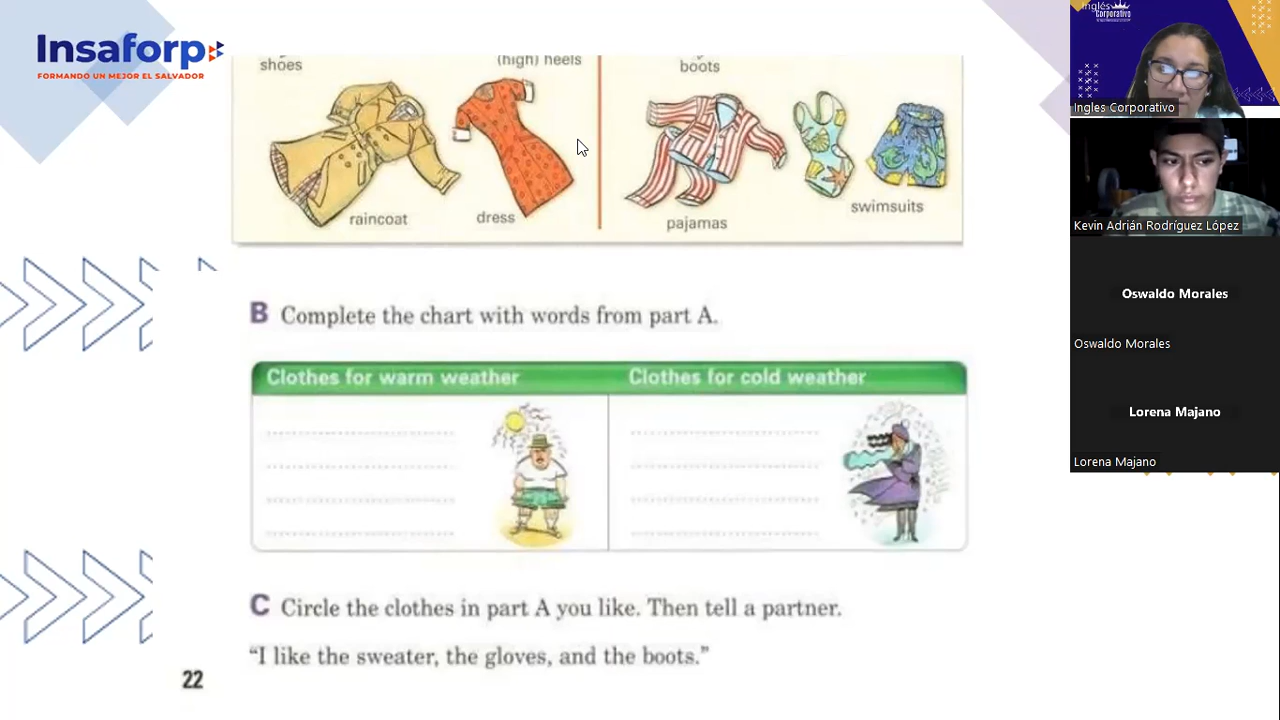 Insaforp
FORMANDO UN MEJOR EL SALVADOR
shoes
(high) heels
boots
raincoat
dress
pajamas
swimsuits
B Complete the chart with words from part A.
Clothes for warm weather
Clothes for cold weather
C Circle the clothes in part A you like. Then tell a partner.
“I like the sweater, the gloves, and the boots.”
22
Inglés
Corporativo
Ingles Corporativo
Kevin Adrián Rodríguez López
Oswaldo Morales
Oswaldo Morales
Lorena Majano
Lorena Majano